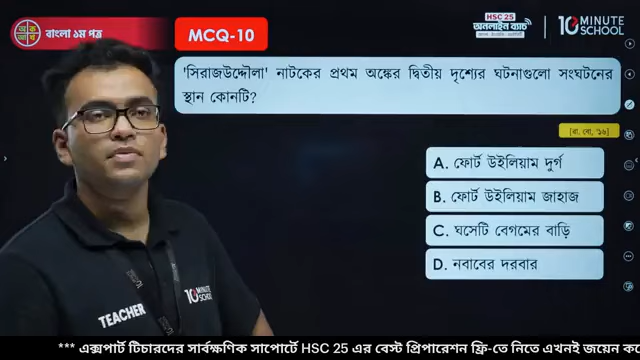 বাংলা ১ম পত্র
MCQ-10
HSC 25
অনলাইন ব্যাচ
10 MINUTE SCHOOL
'সিরাজউদ্দৌলা' নাটকের প্রথম অঙ্কের দ্বিতীয় দৃশ্যের ঘটনাগুলো সংঘটনের
স্থান কোনটি?
[রা. বো. '১৬]
A. ফোর্ট উইলিয়াম দুর্গ
B. ফোর্ট উইলিয়াম জাহাজ
C. ঘসেটি বেগমের বাড়ি
D. নবাবের দরবার
10 MINUTE SCHOOL
TEACHER
*** এক্সপার্ট টিচারদের সার্বক্ষণিক সাপোর্টে HSC 25 এর বেস্ট প্রিপারেশন ফ্রি-তে নিতে এখনই জয়েন